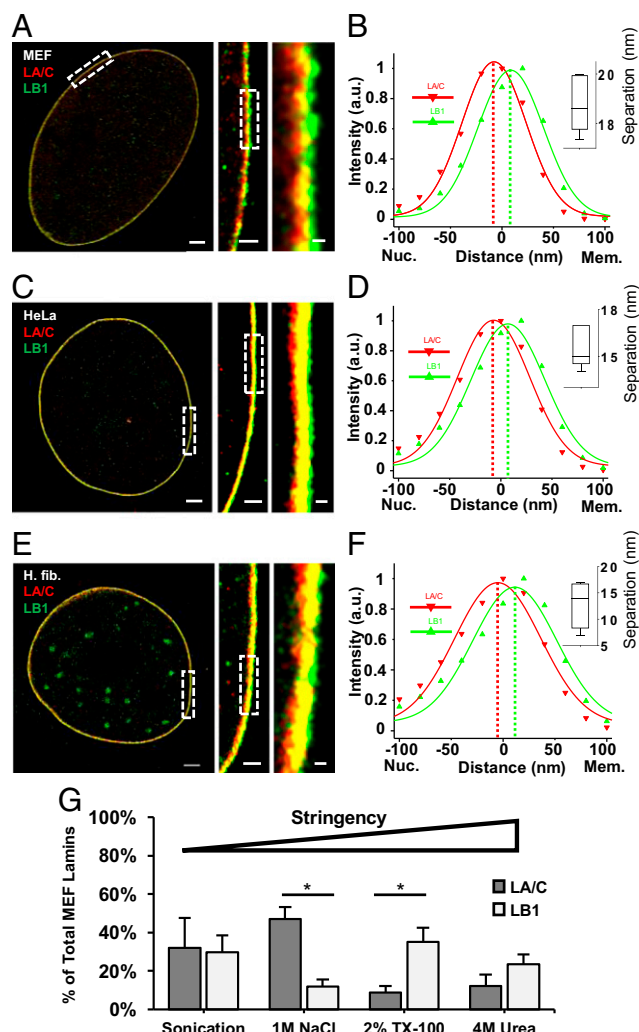 A
MEF
LA/C
LB1
B
Intensity (a.u.)
1
0.8
0.6
0.4
0.2
0
LA/C
LB1
20
18
Separation (nm)
-100 -50 0 50 100
Nuc. Distance (nm) Mem.
C
HeLa
LA/C
LB1
D
Intensity (a.u.)
1
0.8
0.6
0.4
0.2
0
LA/C
LB1
18
15
Separation (nm)
-100 -50 0 50 100
Nuc. Distance (nm) Mem.
E
H. fib.
LA/C
LB1
F
Intensity (a.u.)
1
0.8
0.6
0.4
0.2
0
LA/C
LB1
20
15
10
5
Separation (nm)
-100 -50 0 50 100
Nuc. Distance (nm) Mem.
G
% of Total MEF Lamins
100%
80%
60%
40%
20%
0%
Stringency
* *
LA/C
LB1
Sonication 1M NaCl 2% TX-100 4M Urea